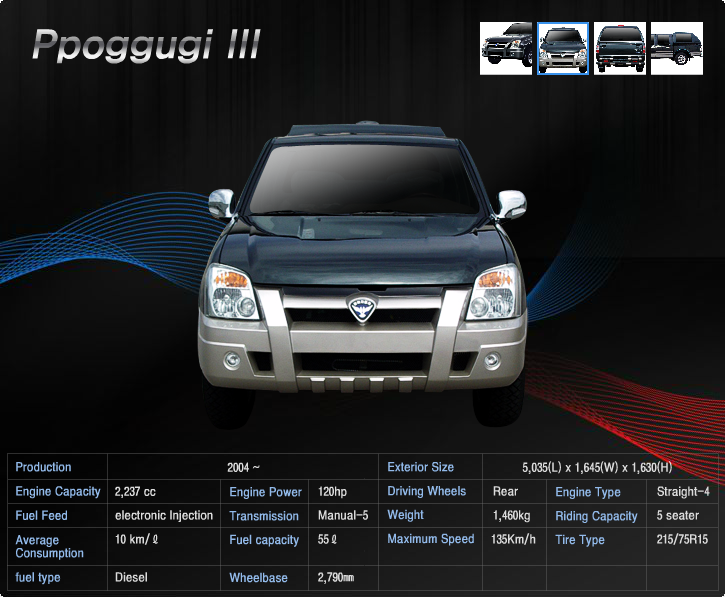 Ppoggugi III
Production 2004 ~ Exterior Size 5,035(L) x 1,645(W) x 1,630(H)
Engine Capacity 2,237 cc Engine Power 120hp Driving Wheels Rear Engine Type Straight-4
Fuel Feed electronic Injection Transmission Manual-5 Weight 1,460kg Riding Capacity 5 seater
Average Consumption 10 km/ℓ Fuel capacity 55ℓ Maximum Speed 135Km/h Tire Type 215/75R15
fuel type Diesel Wheelbase 2,790㎜